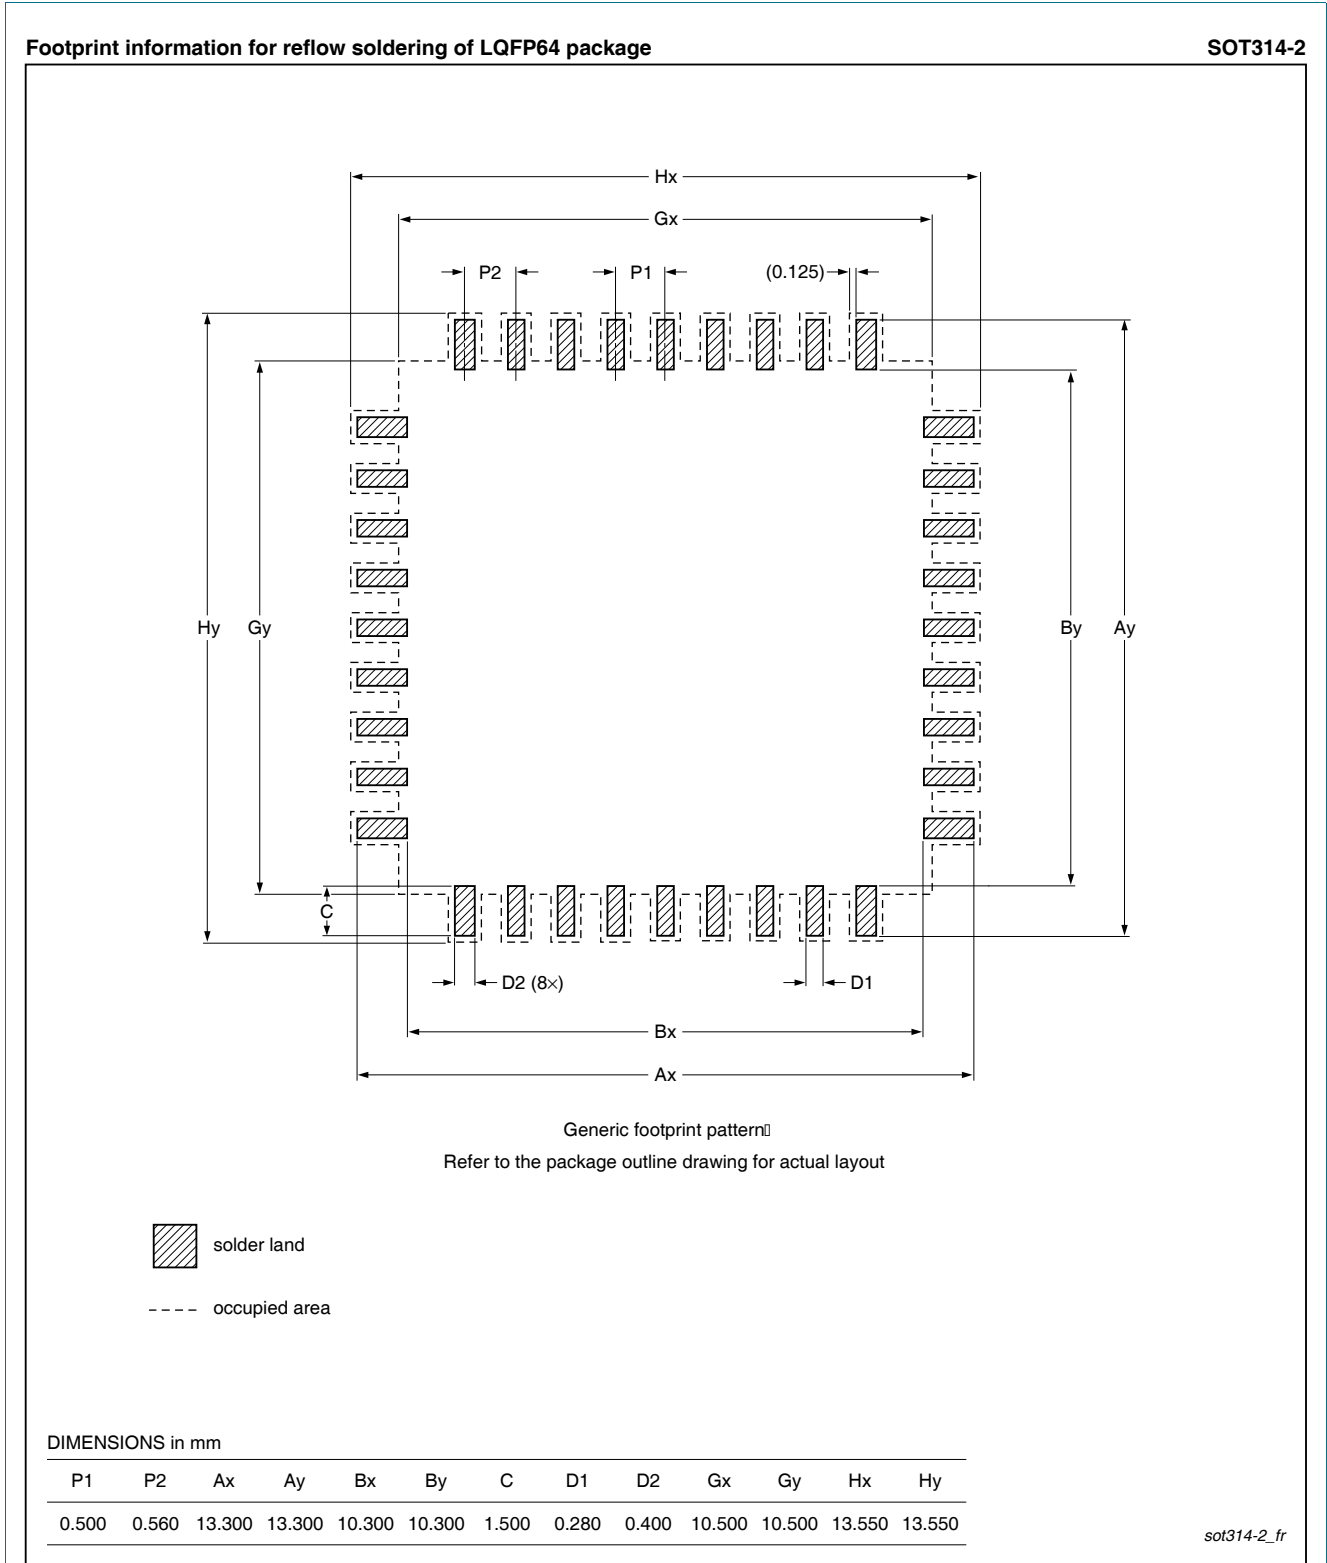 Footprint information for reflow soldering of LQFP64 package SOT314-2
Hx
Gx
P2 P1 (0.125)
Hy Gy By Ay
C
D2 (8×) D1
Bx
Ax
Generic footprint pattern▯
Refer to the package outline drawing for actual layout
solder land
occupied area
DIMENSIONS in mm
P1 P2 Ax Ay Bx By C D1 D2 Gx Gy Hx Hy
0.500 0.560 13.300 13.300 10.300 10.300 1.500 0.280 0.400 10.500 10.500 13.550 13.550
sot314-2_fr